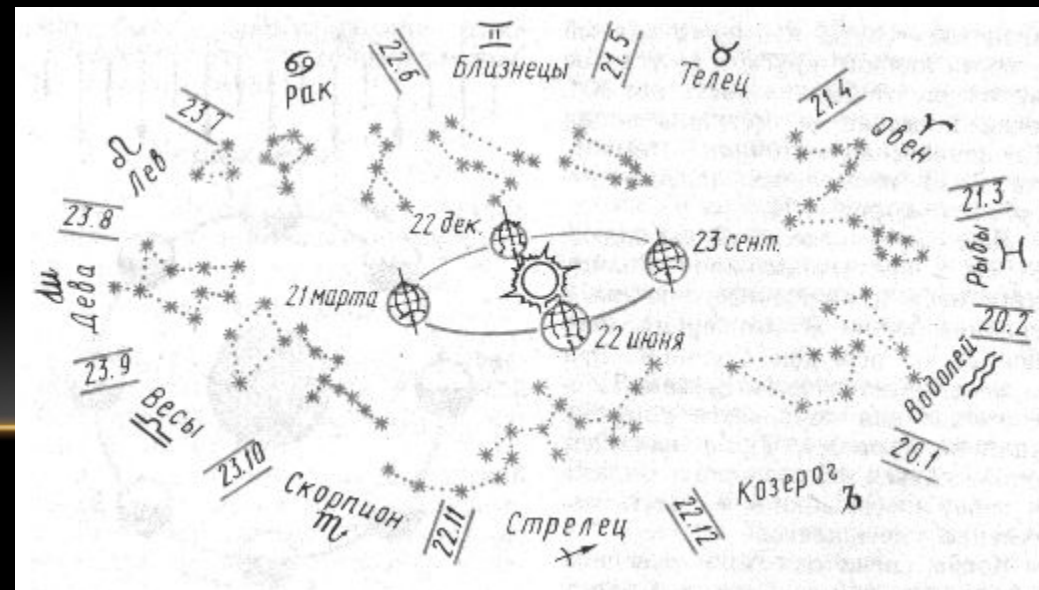 22.6
Близнецы
21.5
Телец
Рак
21.4
Овен
23.7
Лев
21.3
Рыбы
23.8
22 дек.
23 сент.
Дева
21 марта
22 июня
20.2
Водолей
23.9
Весы
20.1
23.10
Скорпион
22.11
Стрелец
Козерог
22.12